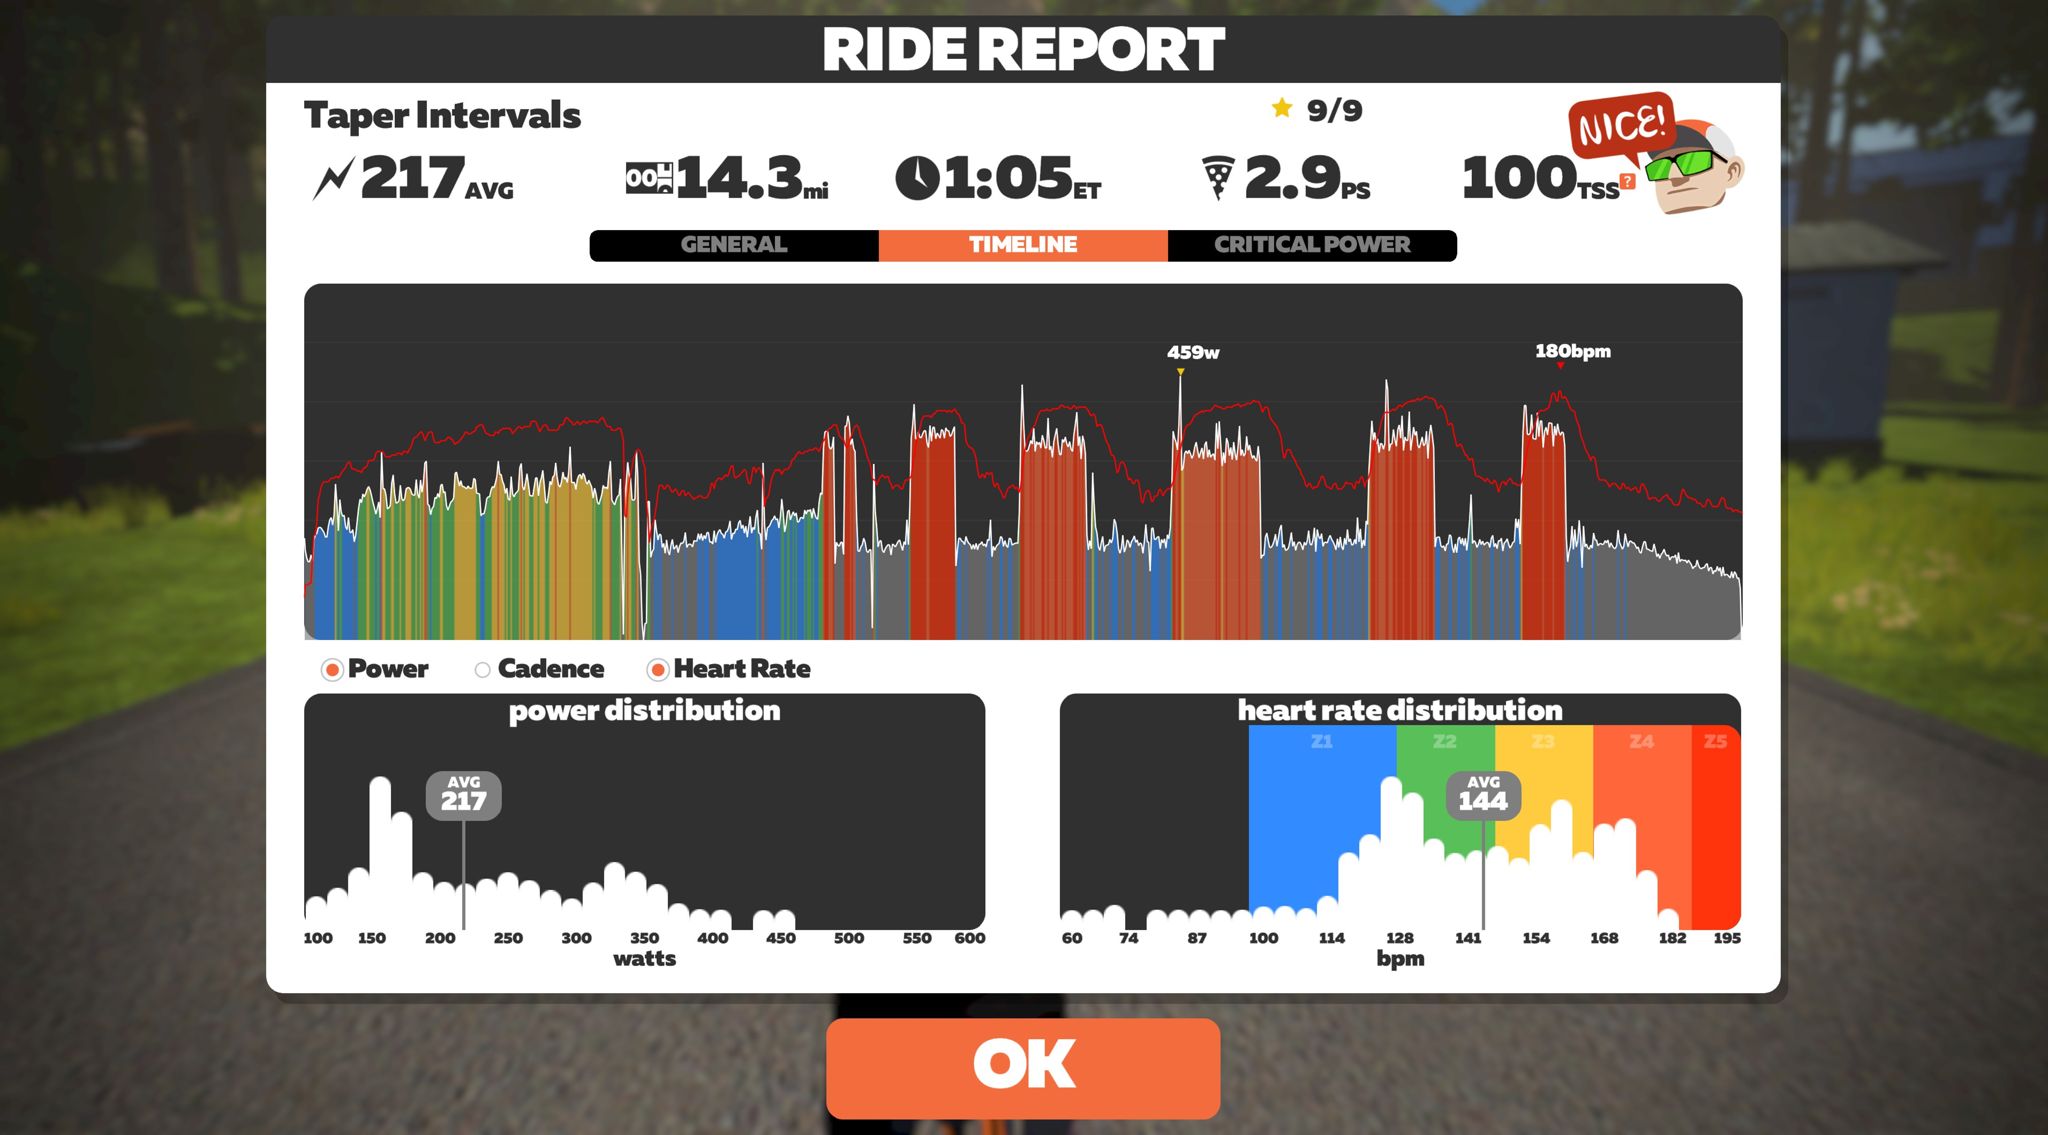 RIDE REPORT
Taper Intervals
9/9
NICE!
217AVG
14.3mi
1:05ET
2.9PS
100TSS?
GENERAL
TIMELINE
CRITICAL POWER
459w
180bpm
Power
Cadence
Heart Rate
power distribution
AVG
217
100 150 200 250 300 350 400 450 500 550 600
watts
heart rate distribution
Z1 Z2 Z3 Z4 Z5
AVG
144
60 74 87 100 114 128 141 154 168 182 195
bpm
OK